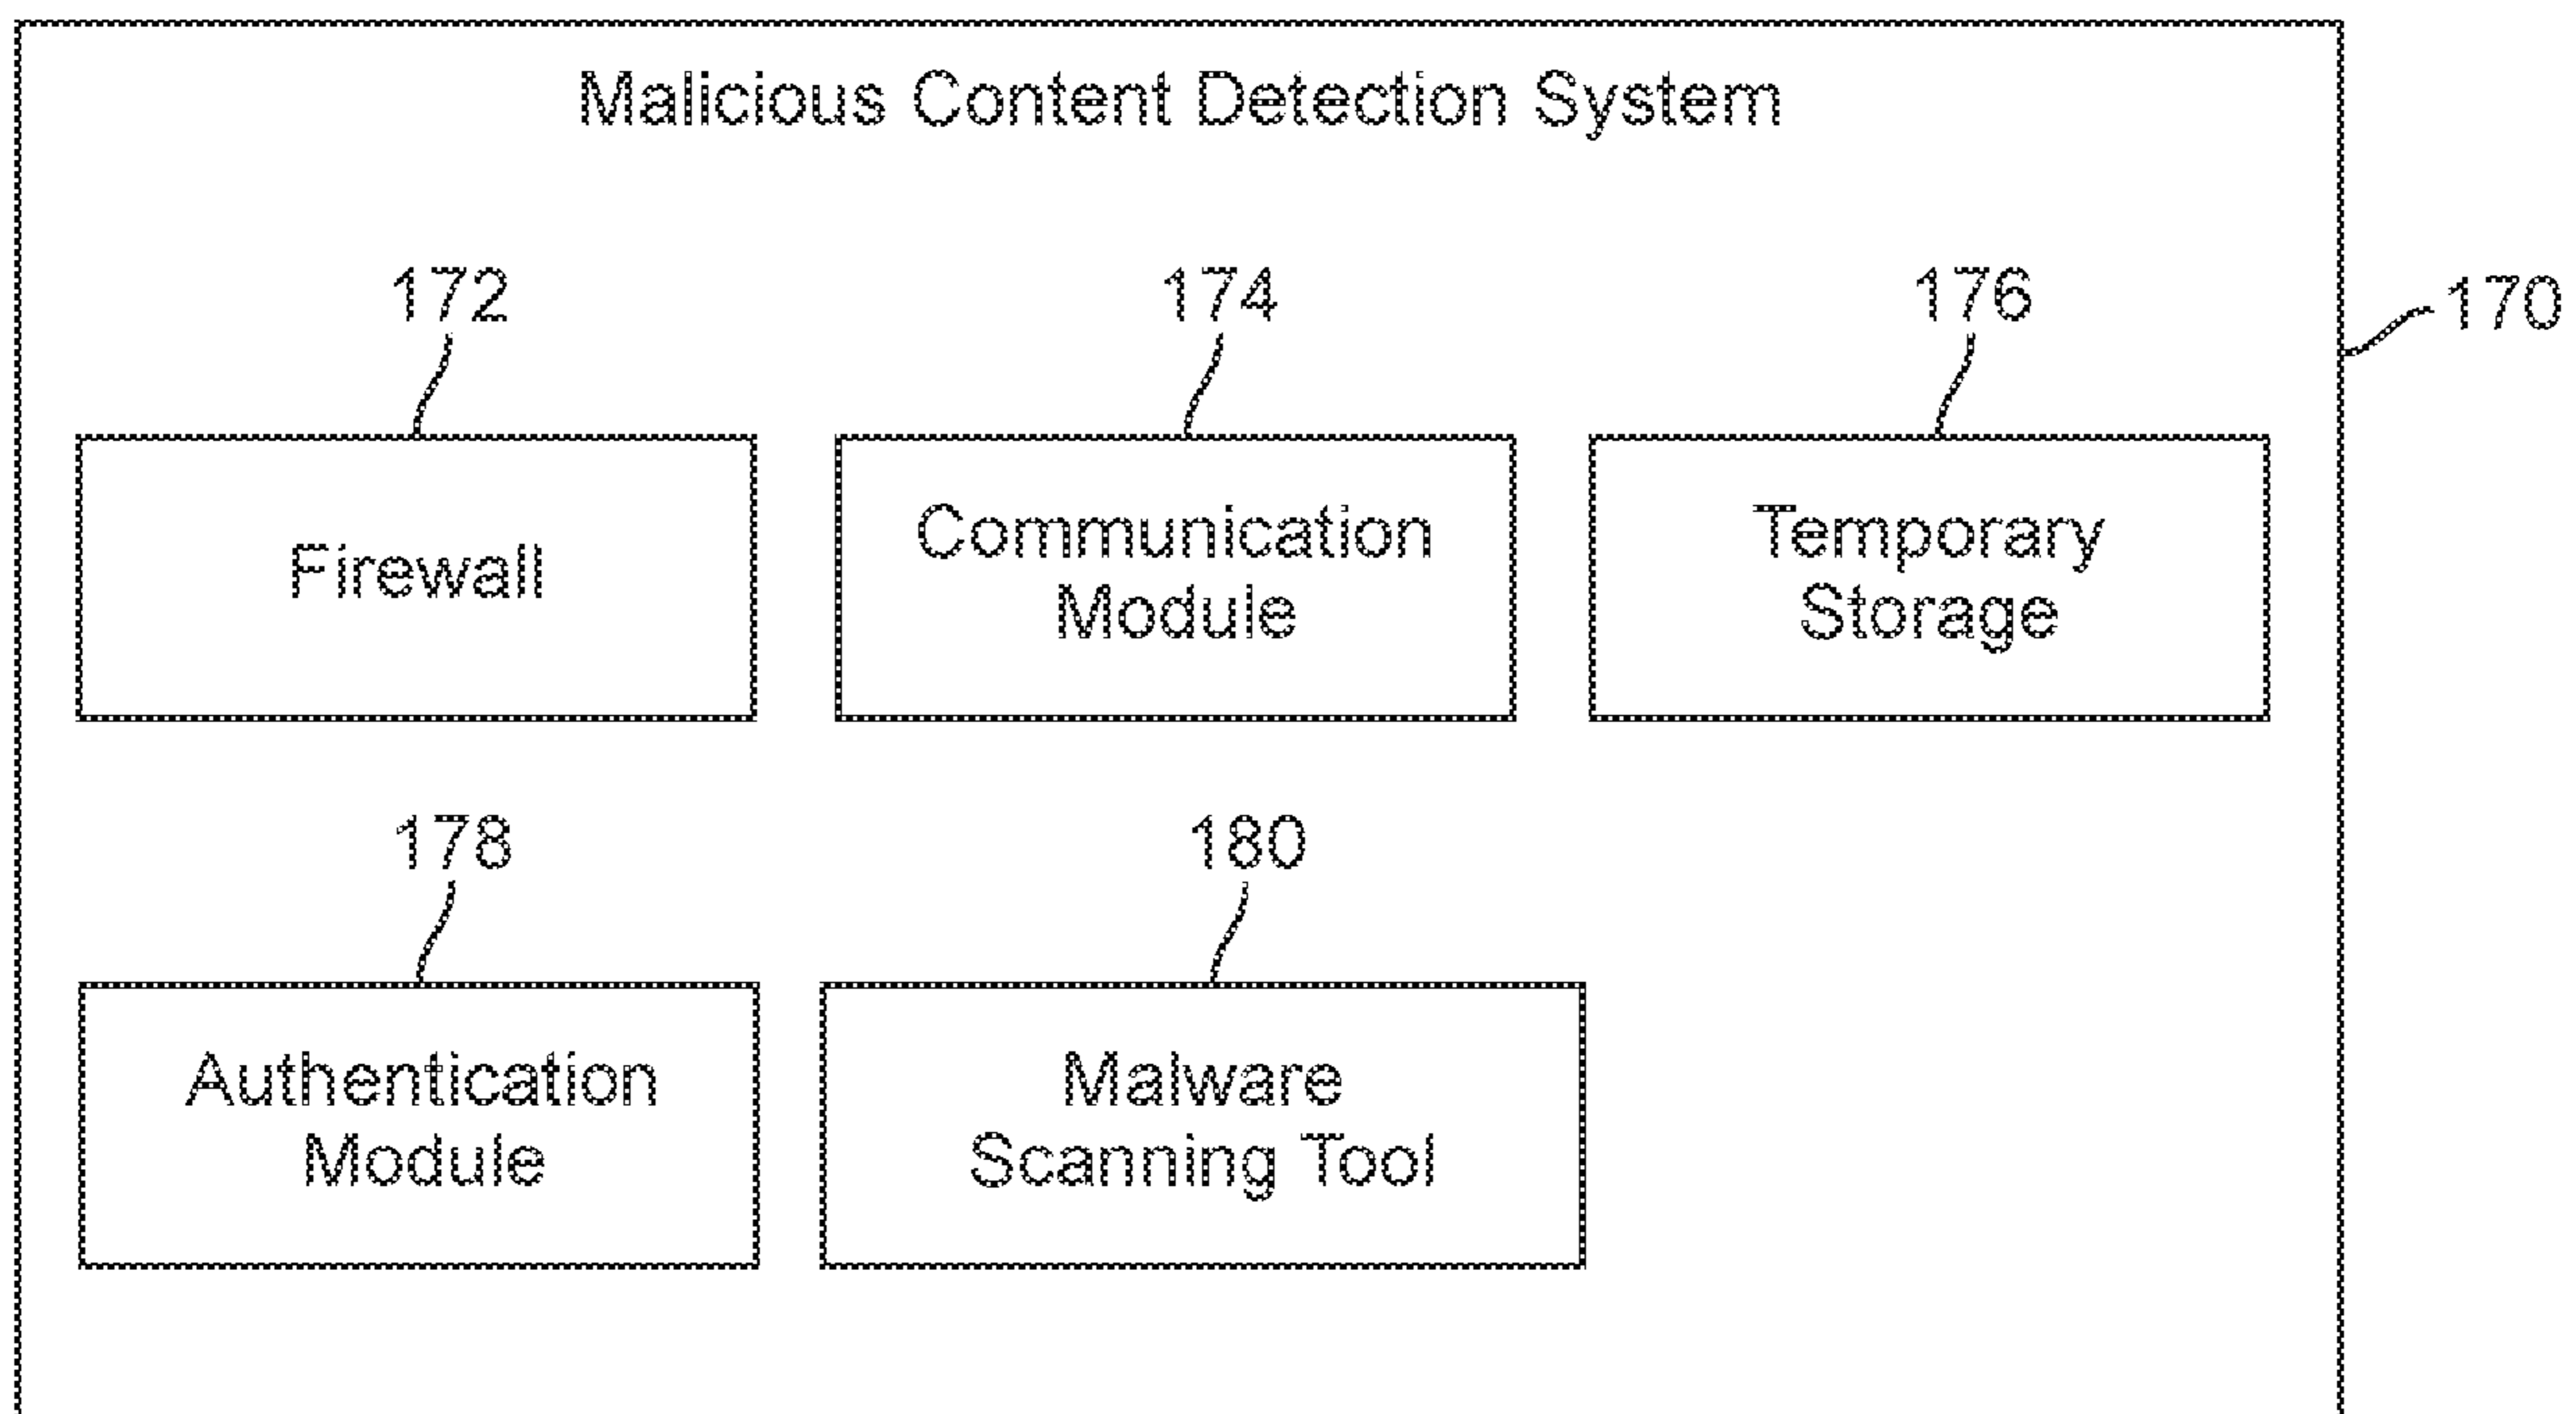 Malicious Content Detection System
172
174
176
170
Firewall
Communication
Module
Temporary
Storage
178
180
Authentication
Module
Malware
Scanning Tool